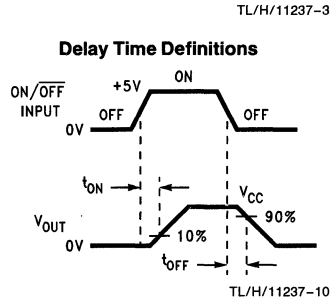 TL/H/11237-3
Delay Time Definitions
ON/OFF INPUT
+5V
ON
OFF
OFF
0V
tON
VCC
VOUT
90%
10%
0V
tOFF
TL/H/11237-10